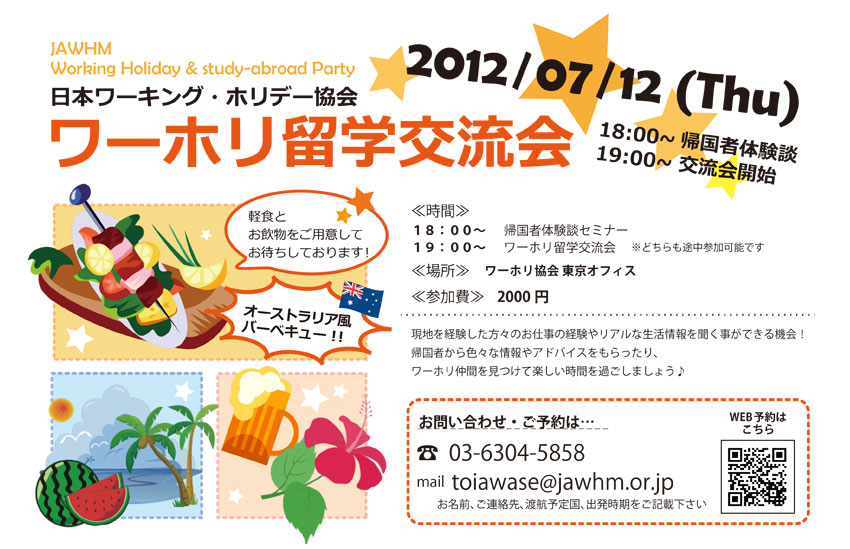 JAWHM
Working Holiday & study-abroad Party
日本ワーキング・ホリデー協会
ワーホリ留学交流会
2012/07/12 (Thu)
18:00~ 帰国者体験談
19:00~ 交流会開始
軽食と
お飲物をご用意して
お待ちしております!
オーストラリア風
バーベキュー!!
≪時間≫
18:00〜 帰国者体験談セミナー
19:00〜 ワーホリ留学交流会 ※どちらも途中参加可能です
≪場所≫ ワーホリ協会 東京オフィス
≪参加費≫ 2000 円
現地を経験した方々のお仕事の経験やリアルな生活情報を聞く事ができる機会!
帰国者から色々な情報やアドバイスをもらったり、
ワーホリ仲間を見つけて楽しい時間を過ごしましょう♪
お問い合わせ・ご予約は…
☎ 03-6304-5858
mail toiawase@jawhm.or.jp
お名前、ご連絡先、渡航予定国、出発時期をご記載下さい
WEB予約は
こちら